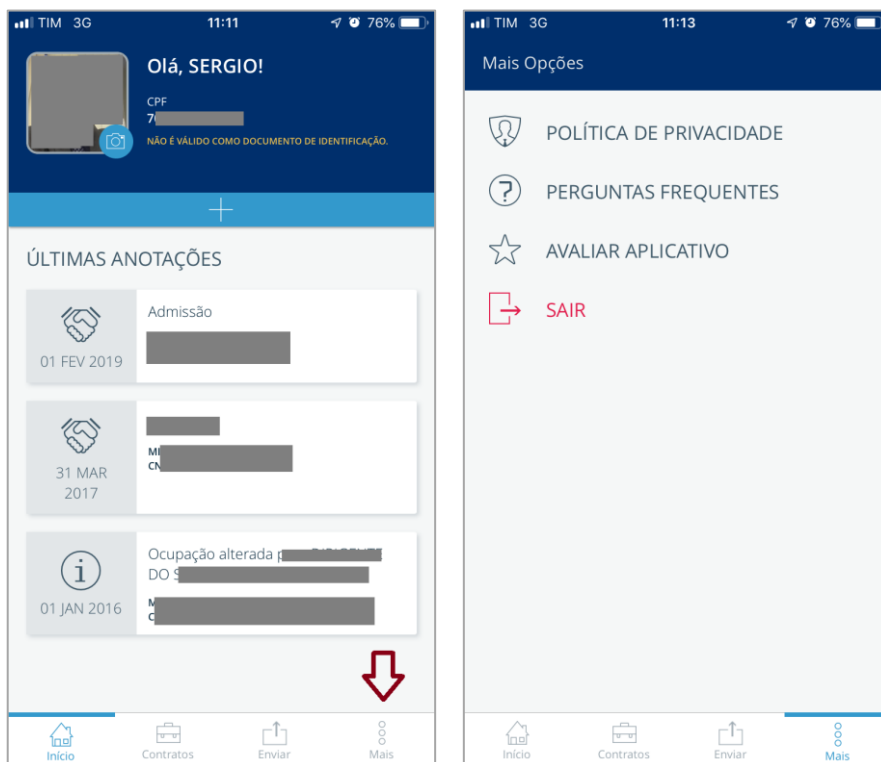 TIM 3G 11:11 76%
Olá, SERGIO!
CPF
7
NÃO É VÁLIDO COMO DOCUMENTO DE IDENTIFICAÇÃO.
ÚLTIMAS ANOTAÇÕES
Admissão
01 FEV 2019
31 MAR
2017
Ocupação alterada
DO
01 JAN 2016
Início Contratos Enviar Mais
TIM 3G 11:13 76%
Mais Opções
POLÍTICA DE PRIVACIDADE
PERGUNTAS FREQUENTES
AVALIAR APLICATIVO
SAIR
Início Contratos Enviar Mais